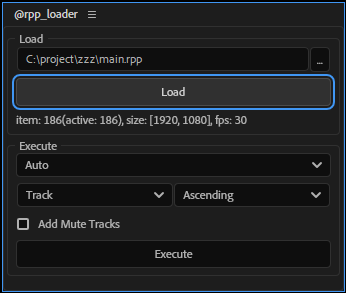 @rpp_loader
Load
C:\project\zzz\main.rpp
...
Load
item: 186(active: 186), size: [1920, 1080], fps: 30
Execute
Auto
Track
Ascending
Add Mute Tracks
Execute